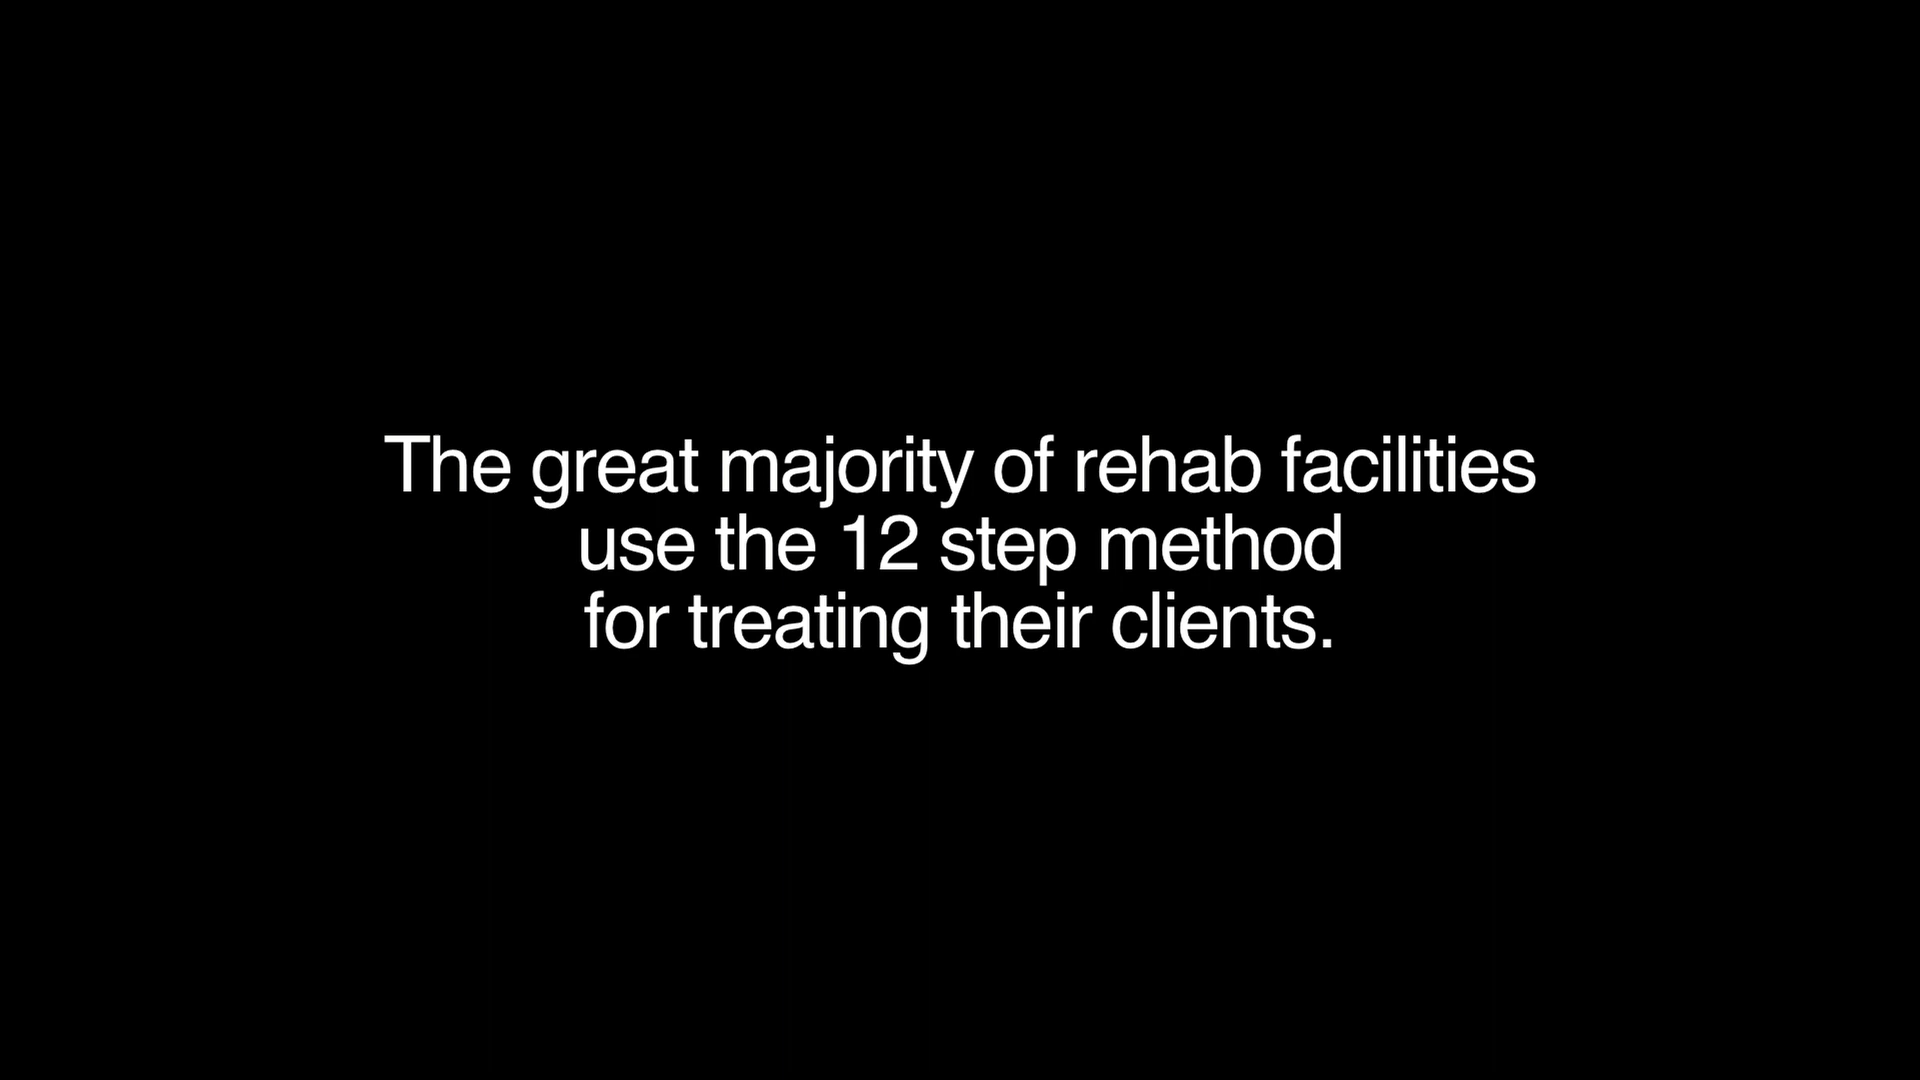 The great majority of rehab facilities
use the 12 step method
for treating their clients.